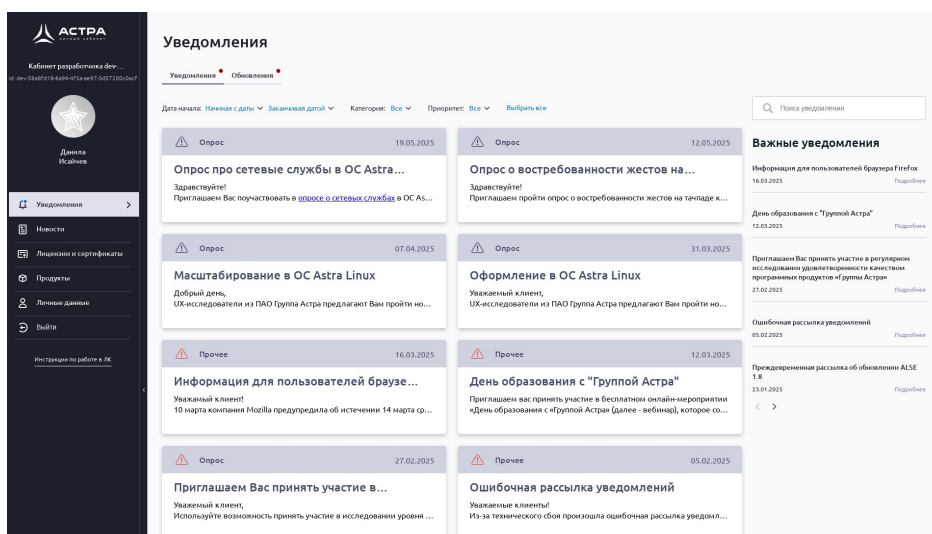 АСТРА
ЛИЧНЫЙ КАБИНЕТ
Кабинет разработчика dev-...
Данила
Исайчев
Уведомления
Новости
Лицензии и сертификаты
Продукты
Личные данные
Выйти
Инструкции по работе в ЛК
Уведомления
Уведомления Обновления
Дата начала: Начиная с даты Заканчивая датой Категория: Все Приоритет: Все Выбрать все
Опрос 19.05.2025
Опрос про сетевые службы в ОС Astra...
Здравствуйте!
Приглашаем Вас поучаствовать в опросе о сетевых службах в ОС As...
Опрос 12.05.2025
Опрос о востребованности жестов на...
Здравствуйте!
Приглашаем пройти опрос о востребованности жестов на тачпаде к...
Опрос 07.04.2025
Масштабирование в ОС Astra Linux
Добрый день,
UX-исследователи из ПАО Группа Астра предлагают Вам пройти но...
Опрос 31.03.2025
Оформление в ОС Astra Linux
Уважаемый клиент,
UX-исследователи из ПАО Группа Астра предлагают Вам пройти но...
Прочее 16.03.2025
Информация для пользователей браузе...
Уважамый клиент!
10 марта компания Mozilla предупредила об истечении 14 марта ср...
Прочее 12.03.2025
День образования с "Группой Астра"
Приглашаем вас принять участие в бесплатном онлайн-мероприятии
«День образования с «Группой Астра» (далее - вебинар), которое со...
Опрос 27.02.2025
Приглашаем Вас принять участие в...
Уважемый клиент,
Используйте возможность принять участие в исследовании уровня ...
Прочее 05.02.2025
Ошибочная рассылка уведомлений
Уважаемые клиенты!
Из-за технического сбоя произошла ошибочная рассылка уведомл...
Поиск уведомления
Важные уведомления
Информация для пользователей браузера Firefox
16.03.2025 Подробнее
День образования с "Группой Астра"
12.03.2025 Подробнее
Приглашаем Вас принять участие в регулярном
исследовании удовлетворенности качеством
программных продуктов «Группы Астра»
27.02.2025 Подробнее
Ошибочная рассылка уведомлений
05.02.2025 Подробнее
Преждевременная рассылка об обновлении ALSE
1.8
23.01.2025 Подробнее